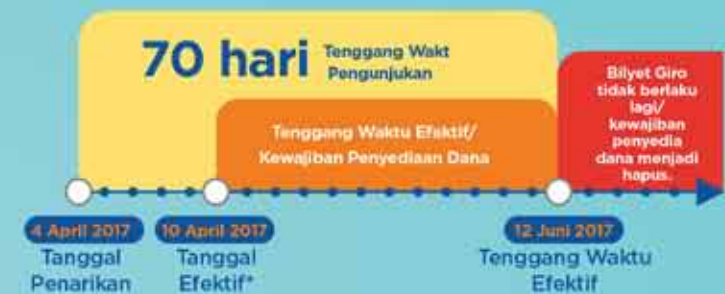 70 hari
Tenggang Wakt
Pengunjukan
Tenggang Waktu Efektif/
Kewajiban Penyediaan Dana
Bilyet Giro
tidak berlaku
lagi/
kewajiban
penyedia
dana menjadi
hapus.
4 April 2017
Tanggal
Penarikan
10 April 2017
Tanggal
Efektif*
12 Juni 2017
Tenggang Waktu
Efektif